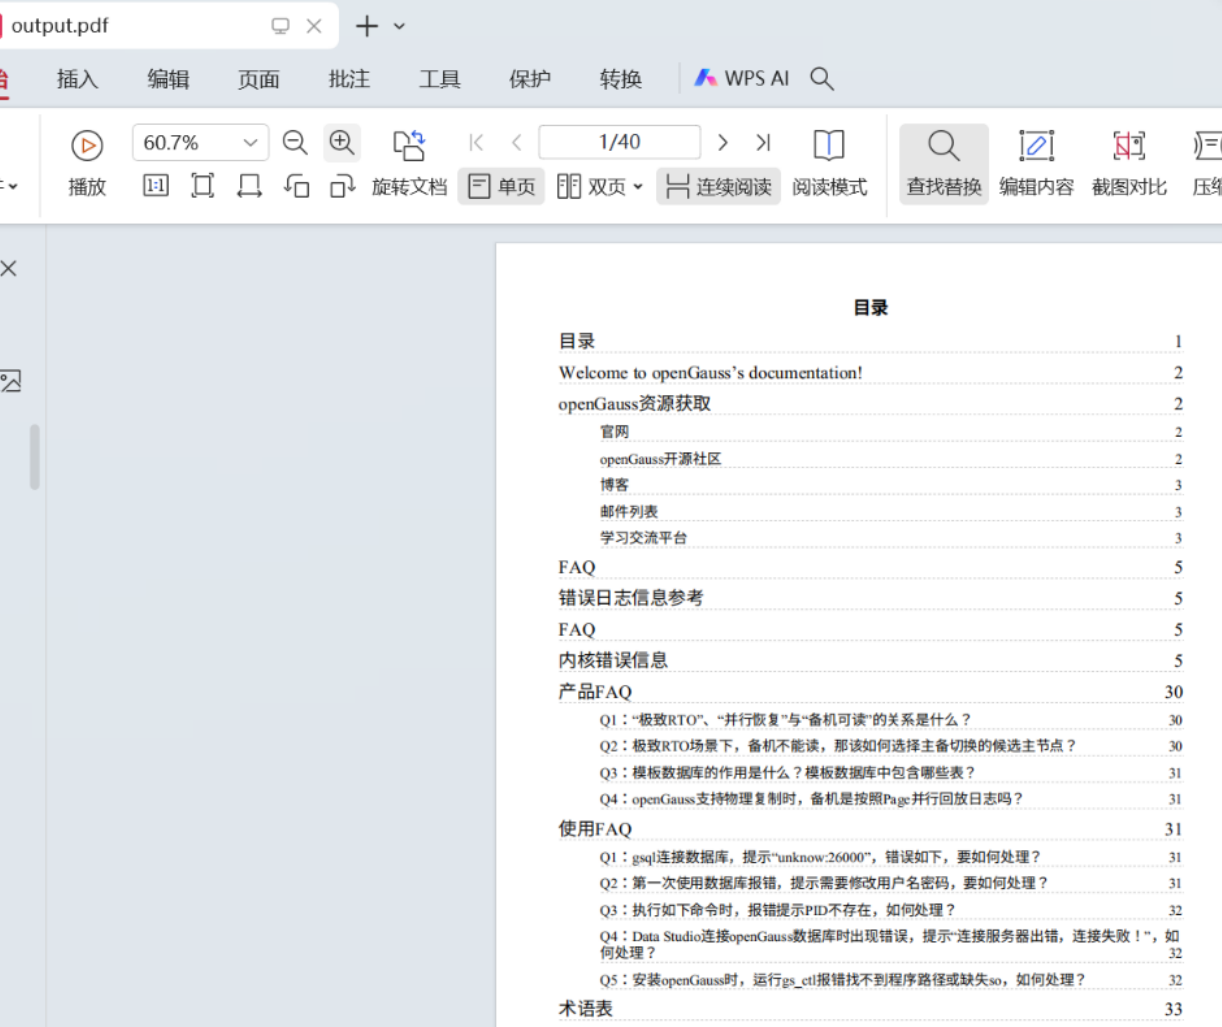 output.pdf
插入 编辑 页面 批注 工具 保护 转换 WPS AI
60.7% 1/40
播放 1:1 旋转文档 单页 双页 连续阅读 阅读模式 查找替换 编辑内容 截图对比
目录
目录 1
Welcome to openGauss’s documentation! 2
openGauss资源获取 2
官网 2
openGauss开源社区 2
博客 3
邮件列表 3
学习交流平台 3
FAQ 5
错误日志信息参考 5
FAQ 5
内核错误信息 5
产品FAQ 30
Q1：“极致RTO”、“并行恢复”与“备机可读”的关系是什么？ 30
Q2：极致RTO场景下，备机不能读，那该如何选择主备切换的候选主节点？ 30
Q3：模板数据库的作用是什么？模板数据库中包含哪些表？ 31
Q4：openGauss支持物理复制时，备机是按照Page并行回放日志吗？ 31
使用FAQ 31
Q1：gsql连接数据库，提示“unknow:26000”，错误如下，要如何处理？ 31
Q2：第一次使用数据库报错，提示需要修改用户名密码，要如何处理？ 31
Q3：执行如下命令时，报错提示PID不存在，如何处理？ 32
Q4：Data Studio连接openGauss数据库时出现错误，提示“连接服务器出错，连接失败！”，如
何处理？ 32
Q5：安装openGauss时，运行gs_ctl报错找不到程序路径或缺失so，如何处理？ 32
术语表 33